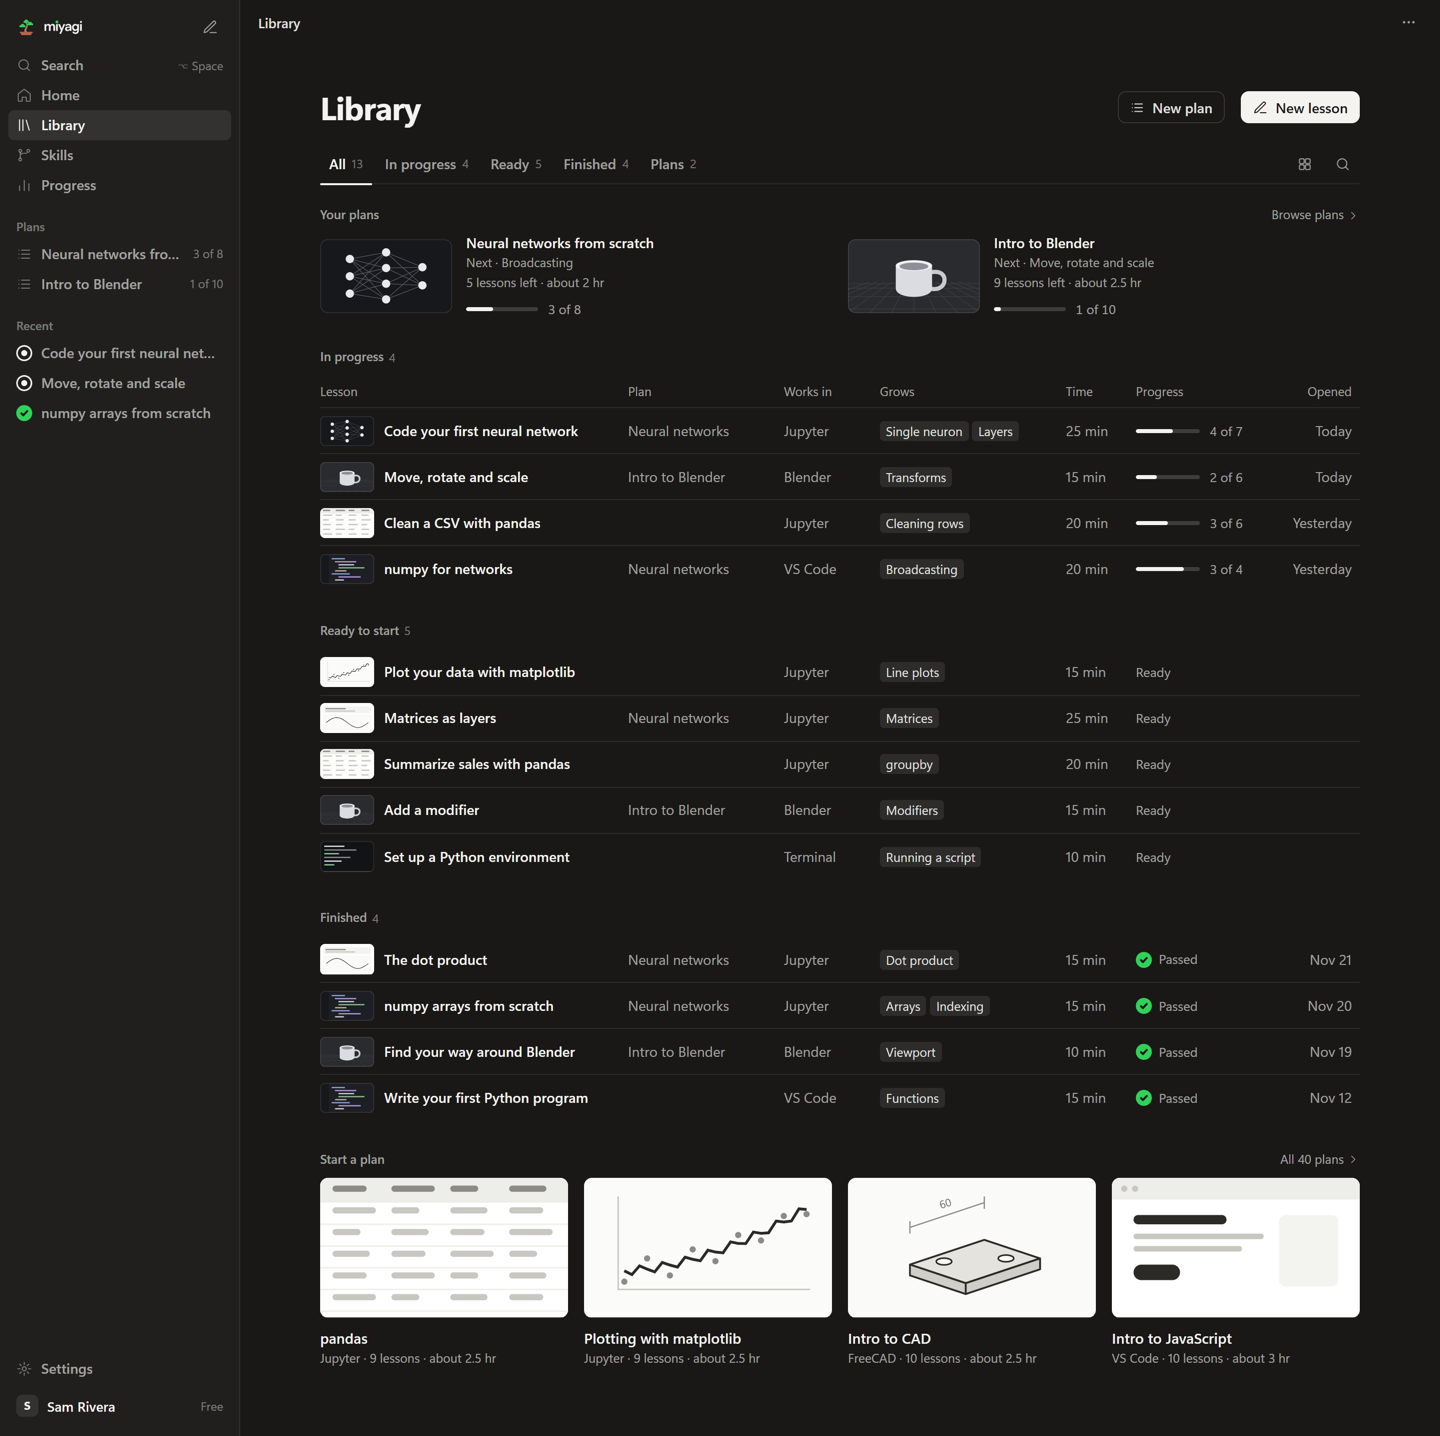 miyagi
Search
⌥ Space
Home
Library
Skills
Progress
Plans
Neural networks fro... 3 of 8
Intro to Blender 1 of 10
Recent
Code your first neural net...
Move, rotate and scale
numpy arrays from scratch
Settings
S Sam Rivera Free
Library
Library
New plan
New lesson
All 13 In progress 4 Ready 5 Finished 4 Plans 2
Your plans
Browse plans
Neural networks from scratch
Next · Broadcasting
5 lessons left · about 2 hr
3 of 8
Intro to Blender
Next · Move, rotate and scale
9 lessons left · about 2.5 hr
1 of 10
In progress 4
Lesson Plan Works in Grows Time Progress Opened
Code your first neural network Neural networks Jupyter Single neuron Layers 25 min 4 of 7 Today
Move, rotate and scale Intro to Blender Blender Transforms 15 min 2 of 6 Today
Clean a CSV with pandas Jupyter Cleaning rows 20 min 3 of 6 Yesterday
numpy for networks Neural networks VS Code Broadcasting 20 min 3 of 4 Yesterday
Ready to start 5
Plot your data with matplotlib Jupyter Line plots 15 min Ready
Matrices as layers Neural networks Jupyter Matrices 25 min Ready
Summarize sales with pandas Jupyter groupby 20 min Ready
Add a modifier Intro to Blender Blender Modifiers 15 min Ready
Set up a Python environment Terminal Running a script 10 min Ready
Finished 4
The dot product Neural networks Jupyter Dot product 15 min Passed Nov 21
numpy arrays from scratch Neural networks Jupyter Arrays Indexing 15 min Passed Nov 20
Find your way around Blender Intro to Blender Blender Viewport 10 min Passed Nov 19
Write your first Python program VS Code Functions 15 min Passed Nov 12
Start a plan
All 40 plans
60
pandas
Jupyter · 9 lessons · about 2.5 hr
Plotting with matplotlib
Jupyter · 9 lessons · about 2.5 hr
Intro to CAD
FreeCAD · 10 lessons · about 2.5 hr
Intro to JavaScript
VS Code · 10 lessons · about 3 hr